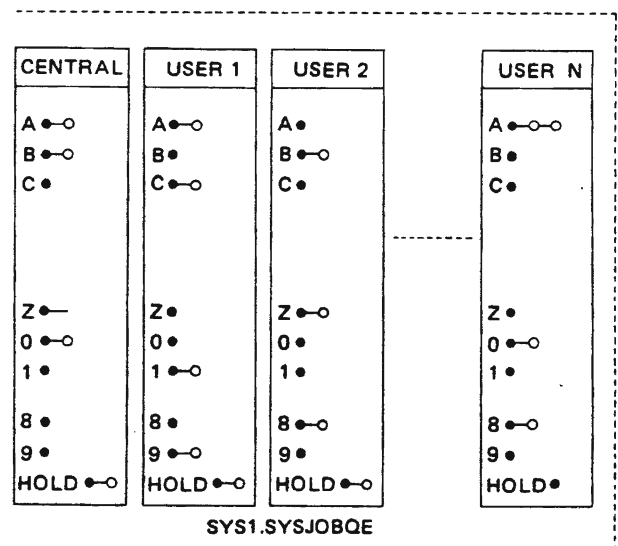 CENTRAL USER 1 USER 2 USER N
A A A A
B B B B
C C C C
Z Z Z Z
0 0 0 0
1 1 1 1
8 8 8 8
9 9 9 9
HOLD HOLD HOLD HOLD
SYS1.SYSJOBQE